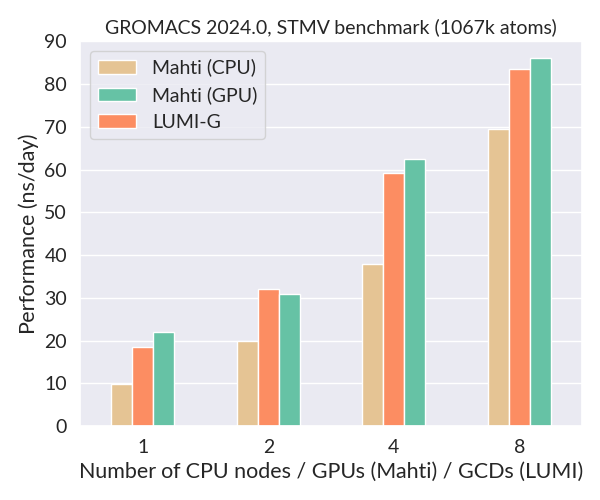 GROMACS 2024.0, STMV benchmark (1067k atoms)
Mahti (CPU)
Mahti (GPU)
LUMI-G
Performance (ns/day)
90
80
70
60
50
40
30
20
10
0
1 2 4 8
Number of CPU nodes / GPUs (Mahti) / GCDs (LUMI)